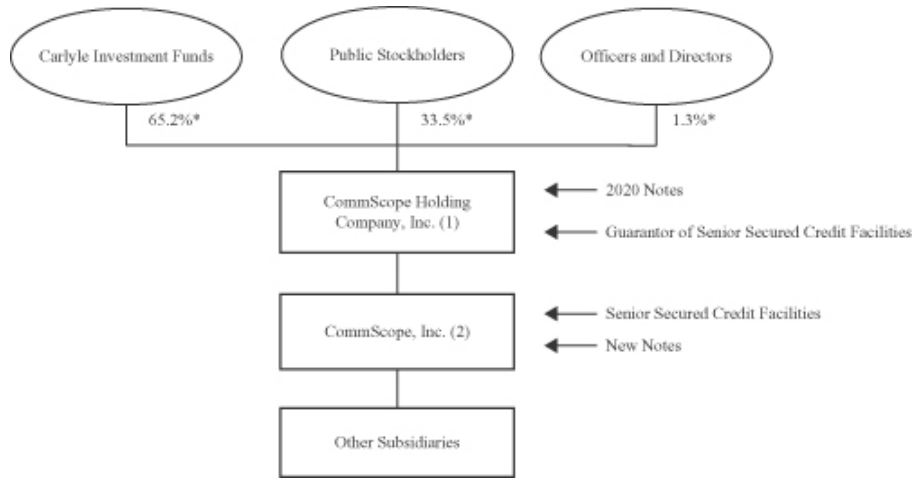 Carlyle Investment Funds
Public Stockholders
Officers and Directors
65.2%*
33.5%*
1.3%*
CommScope Holding
Company, Inc. (1)
2020 Notes
Guarantor of Senior Secured Credit Facilities
CommScope, Inc. (2)
Senior Secured Credit Facilities
New Notes
Other Subsidiaries